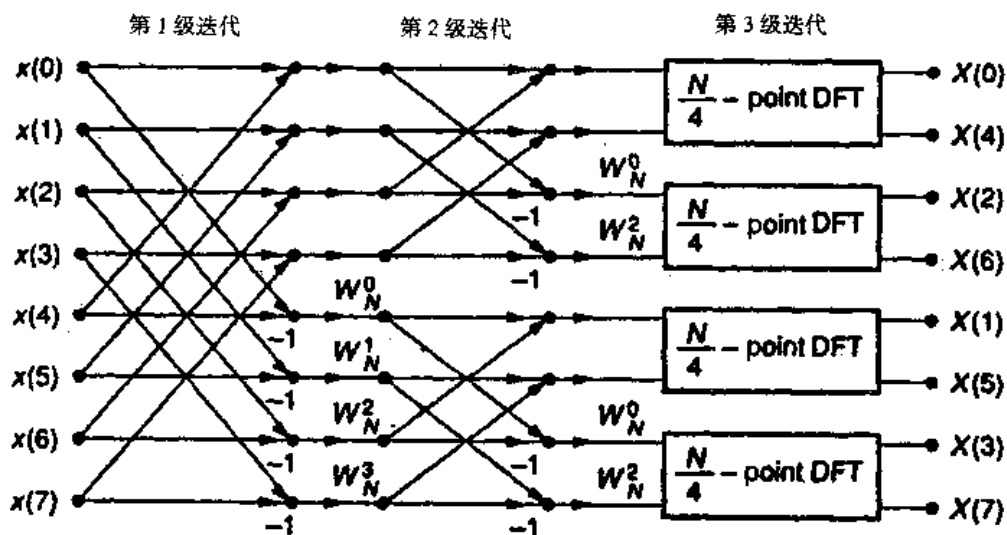 第 1 级迭代
第 2 级迭代
第 3 级迭代
x(0)
x(1)
x(2)
x(3)
x(4)
x(5)
x(6)
x(7)
-1
-1
-1
-1
W_N^0
W_N^1
W_N^2
W_N^3
-1
-1
-1
-1
W_N^0
W_N^2
W_N^0
W_N^2
N/4 - point DFT
N/4 - point DFT
N/4 - point DFT
N/4 - point DFT
X(0)
X(4)
X(2)
X(6)
X(1)
X(5)
X(3)
X(7)